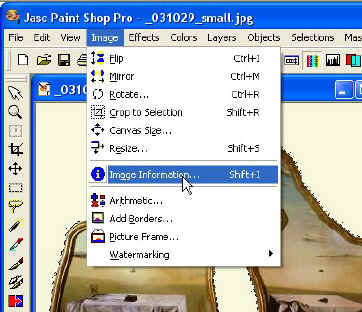 Jasc Paint Shop Pro - _031029_small.jpg
File Edit View Image Effects Colors Layers Objects Selections Mas
_031
Flip Ctrl+I
Mirror Ctrl+M
Rotate... Ctrl+R
Crop to Selection Shift+R
Canvas Size...
Resize... Shift+S
Image Information... Shift+I
Arithmetic...
Add Borders...
Picture Frame...
Watermarking